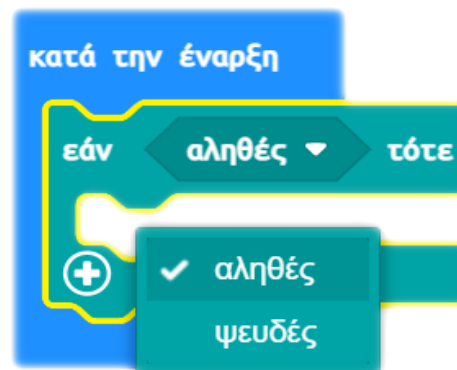 κατά την έναρξη
εάν αληθές τότε
αληθές
ψευδές